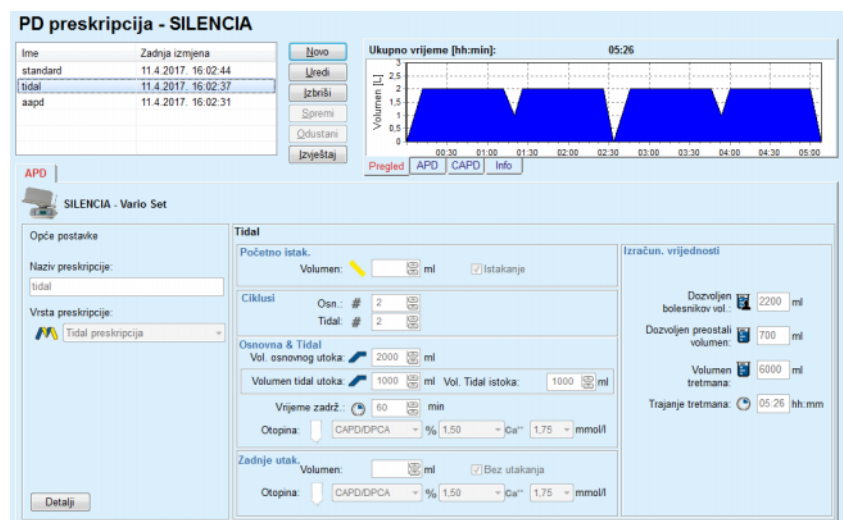 PD preskripcija - SILENCIA
Ime Zadnja izmjena
standard 11.4.2017. 16:02:44
tidal 11.4.2017. 16:02:37
aapd 11.4.2017. 16:02:31
Novo
Uredi
Izbriši
Spremi
Odustani
Izvještaj
Ukupno vrijeme [hh:min]: 05:26
Volumen [L]
3
2,5
2
1,5
1
0,5
0
00:30 01:00 01:30 02:00 02:30 03:00 03:30 04:00 04:30 05:00
Pregled APD CAPD Info
APD
SILENCIA - Vario Set
Opće postavke
Naziv preskripcije:
tidal
Vrsta preskripcije:
Tidal preskripcija
Detalji
Tidal
Početno istak.
Volumen: ml Istakanje
Ciklusi
Osn.: # 2
Tidal: # 2
Osnovna & Tidal
Vol. osnovnog utoka: 2000 ml
Volumen tidal utoka: 1000 ml Vol. Tidal istoka: 1000 ml
Vrijeme zadrž.: 60 min
Otopina: CAPD/DPCA % 1,50 Ca⁺⁺ 1,75 mmol/l
Zadnje utak.
Volumen: ml Bez utakanja
Otopina: CAPD/DPCA % 1,50 Ca⁺⁺ 1,75 mmol/l
Izračun. vrijednosti
Dozvoljen
bolesnikov vol.: 2200 ml
Dozvoljen preostali
volumen: 700 ml
Volumen
tretmana: 6000 ml
Trajanje tretmana: 05:26 hh:mm